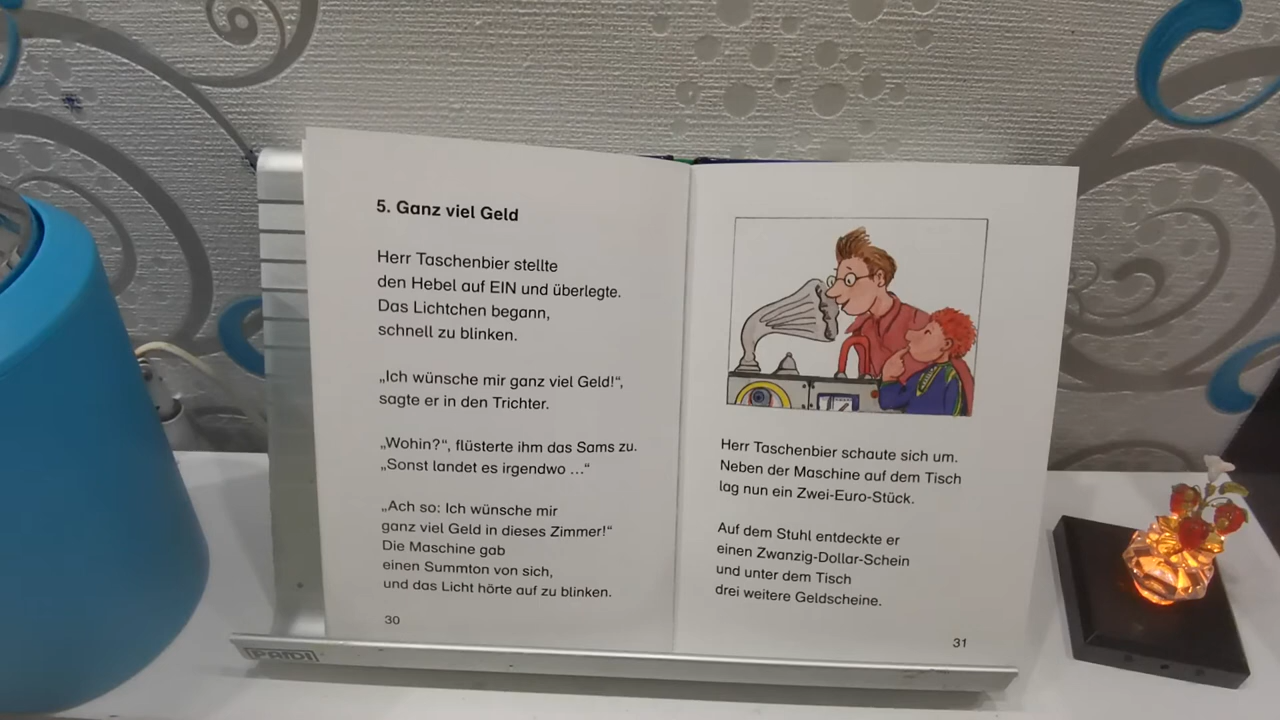 5. Ganz viel Geld
Herr Taschenbier stellte
den Hebel auf EIN und überlegte.
Das Lichtchen begann,
schnell zu blinken.
„Ich wünsche mir ganz viel Geld!“,
sagte er in den Trichter.
„Wohin?“, flüsterte ihm das Sams zu.
„Sonst landet es irgendwo ...“
„Ach so: Ich wünsche mir
ganz viel Geld in dieses Zimmer!“
Die Maschine gab
einen Summton von sich,
und das Licht hörte auf zu blinken.
30
Herr Taschenbier schaute sich um.
Neben der Maschine auf dem Tisch
lag nun ein Zwei-Euro-Stück.
Auf dem Stuhl entdeckte er
einen Zwanzig-Dollar-Schein
und unter dem Tisch
drei weitere Geldscheine.
31
PAIDI